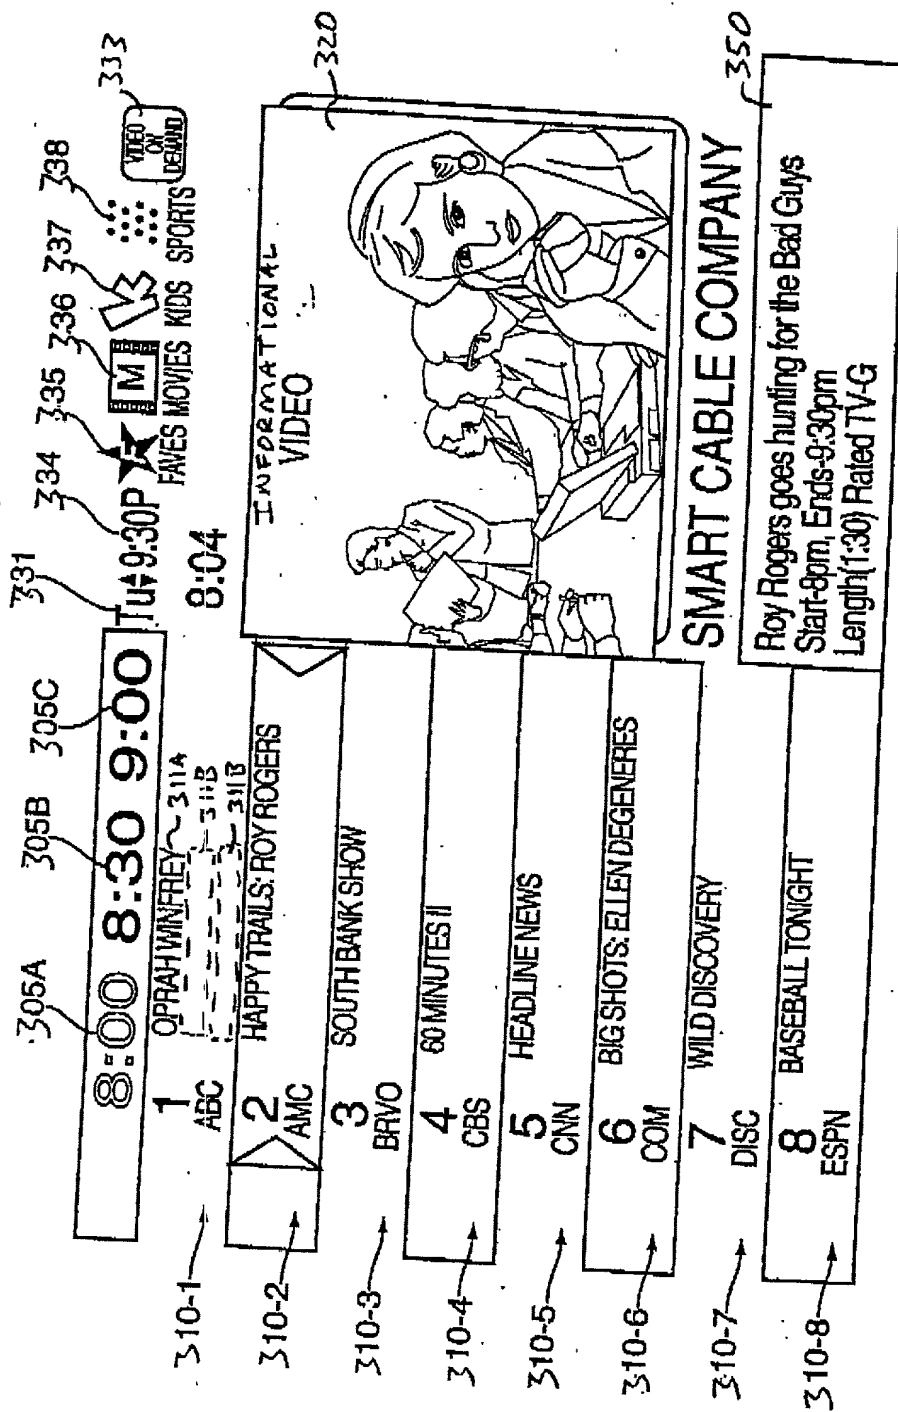 305A 305B 305C 331 334 335 336 337 338 333
8:00 8:30 9:00 Tu 9:30P F M VIDEO ON DEMAND
FAVES MOVIES KIDS SPORTS
8:04
310-1 1 ABC OPRAH WINFREY 311A
311B
311B
310-2 2 AMC HAPPY TRAILS: ROY ROGERS
310-3 3 BRVO SOUTH BANK SHOW
310-4 4 CBS 60 MINUTES II
310-5 5 CNN HEADLINE NEWS
310-6 6 COM BIG SHOTS: ELLEN DEGENERES
310-7 7 DISC WILD DISCOVERY
310-8 8 ESPN BASEBALL TONIGHT
320
INFORMATIONAL
VIDEO
SMART CABLE COMPANY
350
Roy Rogers goes hunting for the Bad Guys
Start-8pm, Ends-9:30pm
Length(1:30) Rated TV-G